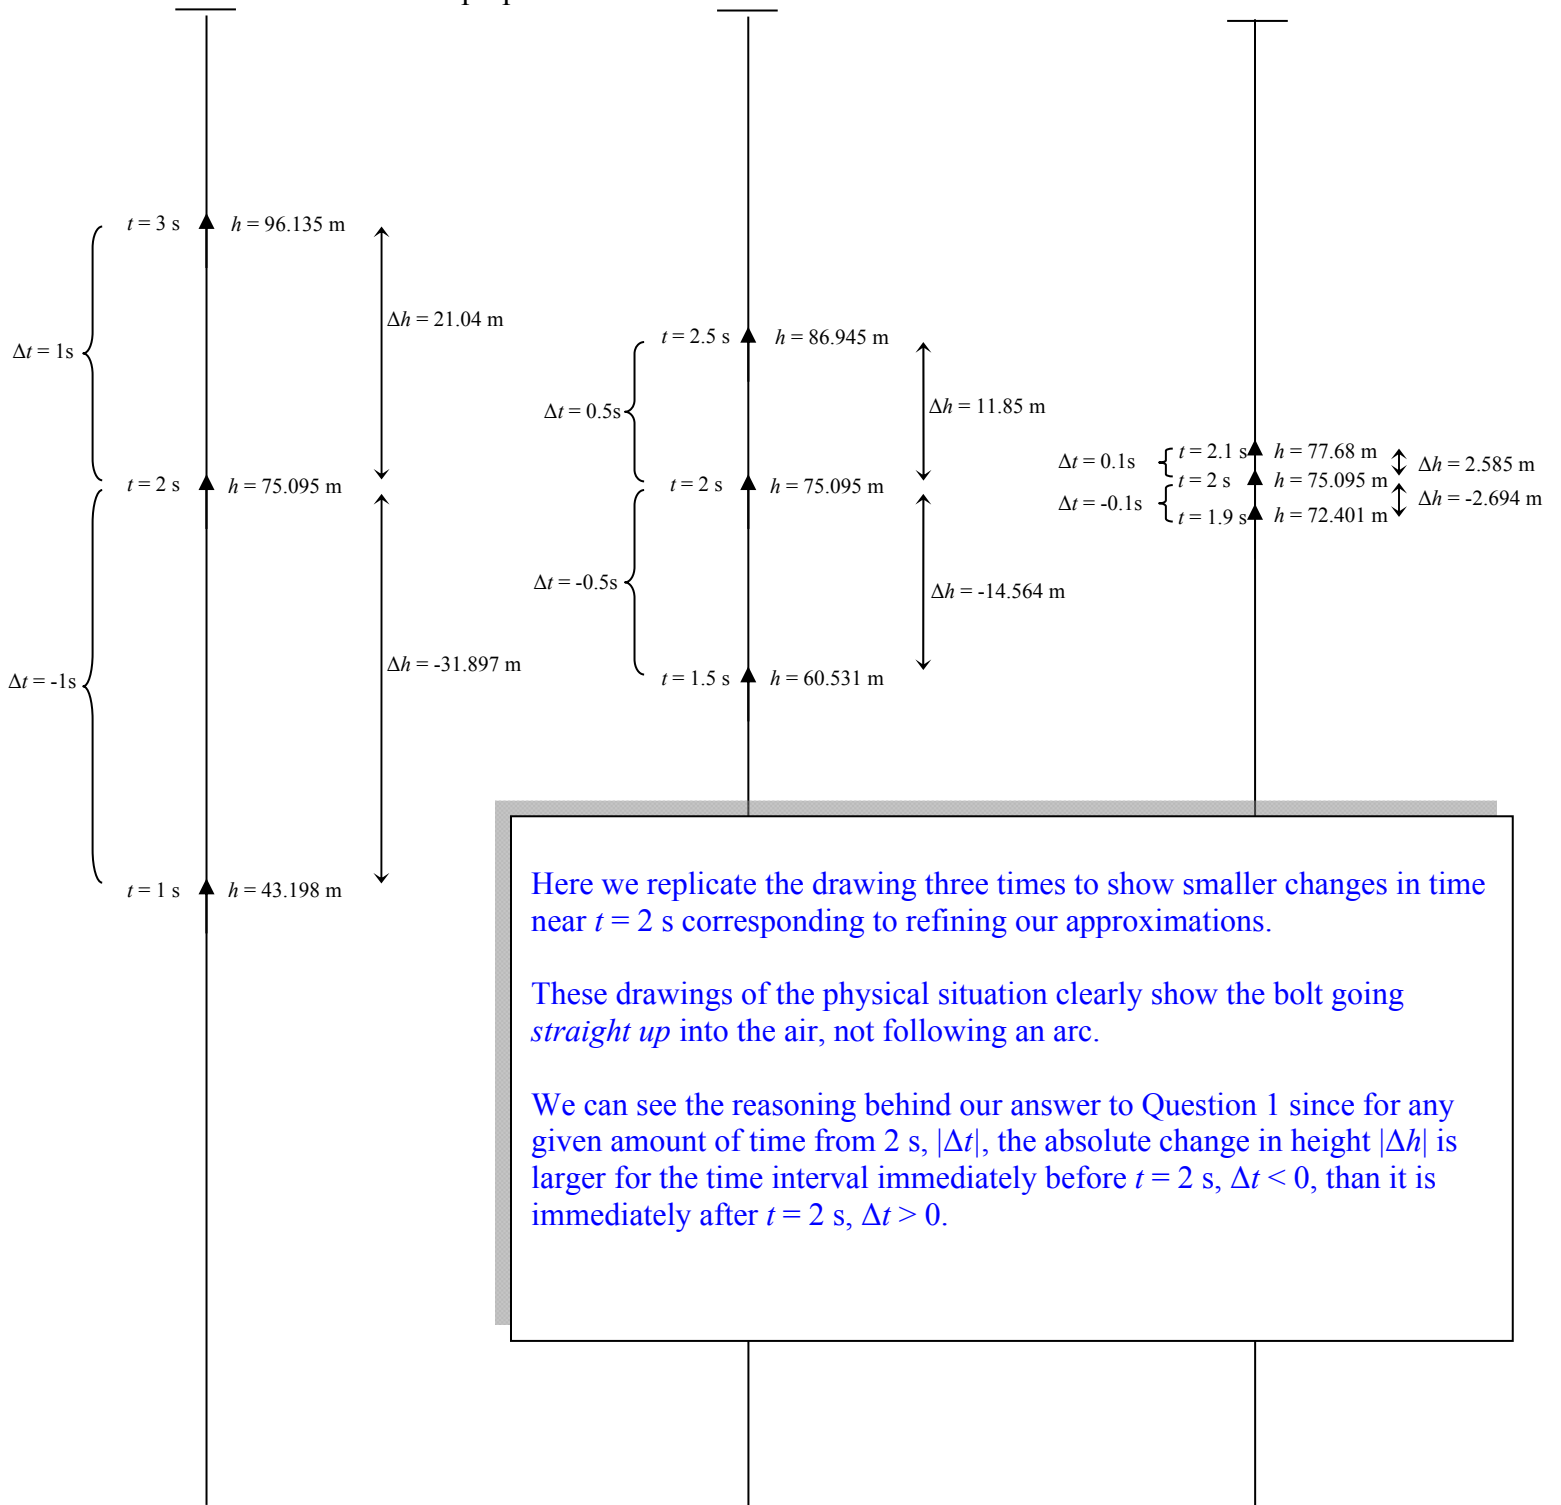 t = 3 s h = 96.135 m
Δh = 21.04 m
Δt = 1s
t = 2 s h = 75.095 m
Δh = -31.897 m
Δt = -1s
t = 1 s h = 43.198 m
t = 2.5 s h = 86.945 m
Δt = 0.5s
Δh = 11.85 m
t = 2 s h = 75.095 m
Δt = -0.5s
Δh = -14.564 m
t = 1.5 s h = 60.531 m
t = 2.1 s h = 77.68 m
Δt = 0.1s
Δh = 2.585 m
t = 2 s h = 75.095 m
Δt = -0.1s
Δh = -2.694 m
t = 1.9 s h = 72.401 m
Here we replicate the drawing three times to show smaller changes in time
near t = 2 s corresponding to refining our approximations.
These drawings of the physical situation clearly show the bolt going
straight up into the air, not following an arc.
We can see the reasoning behind our answer to Question 1 since for any
given amount of time from 2 s, |Δt|, the absolute change in height |Δh| is
larger for the time interval immediately before t = 2 s, Δt < 0, than it is
immediately after t = 2 s, Δt > 0.